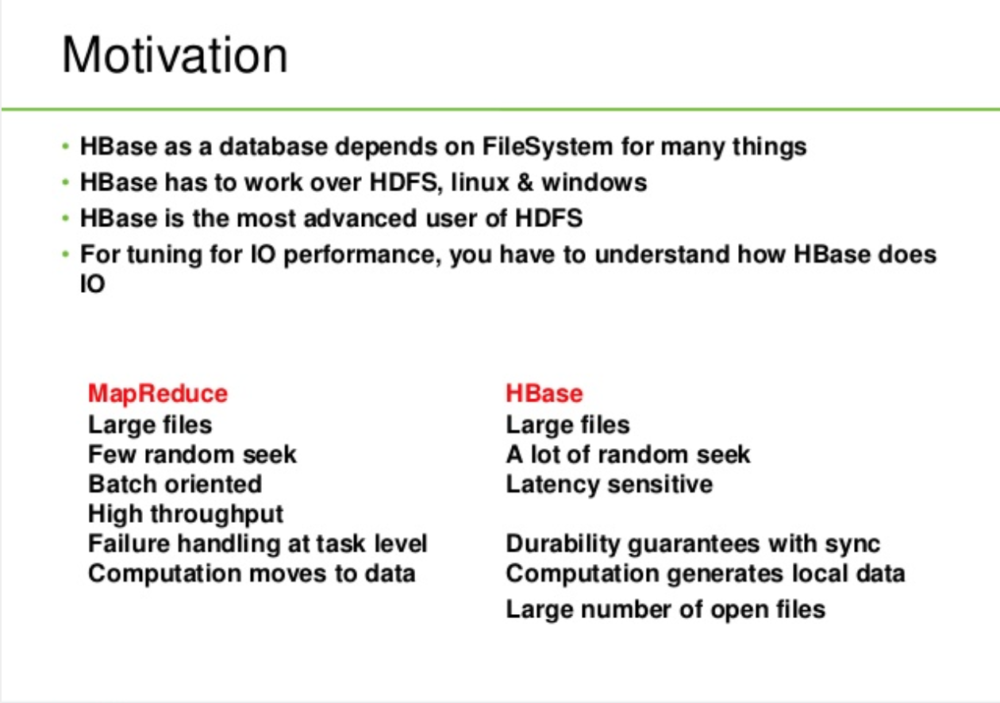 Motivation
• HBase as a database depends on FileSystem for many things
• HBase has to work over HDFS, linux & windows
• HBase is the most advanced user of HDFS
• For tuning for IO performance, you have to understand how HBase does
IO
MapReduce
Large files
Few random seek
Batch oriented
High throughput
Failure handling at task level
Computation moves to data
HBase
Large files
A lot of random seek
Latency sensitive
Durability guarantees with sync
Computation generates local data
Large number of open files